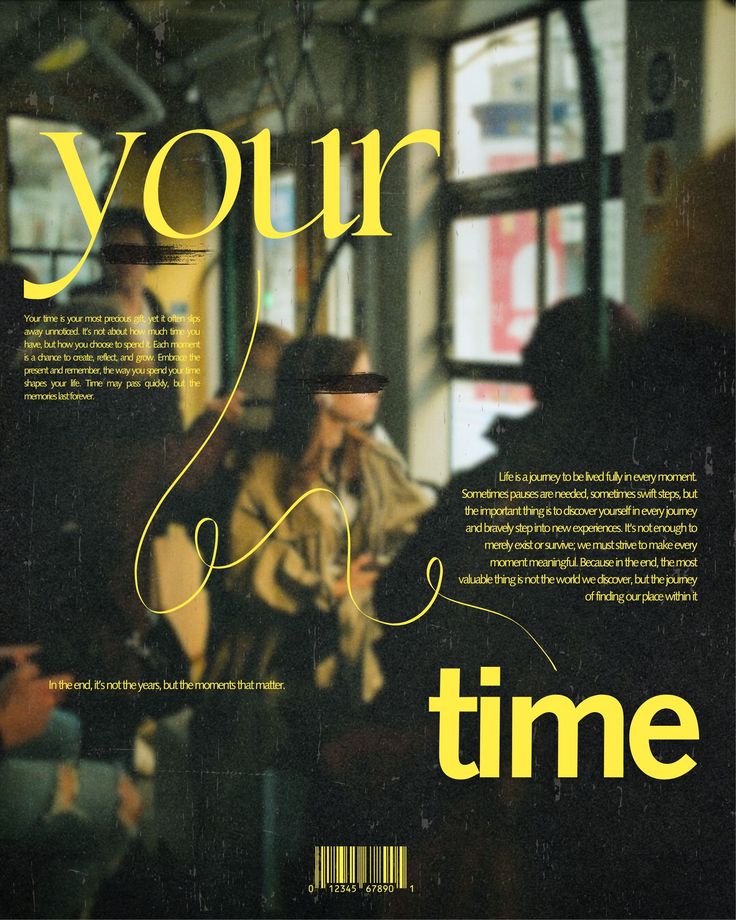 your
Your time is your most precious gift, yet it often slips
away unnoticed. It's not about how much time you
have, but how you choose to spend it. Each moment
is a chance to create, reflect, and grow. Embrace the
present and remember, the way you spend your time
shapes your life. Time may pass quickly, but the
memories last forever.
Life is a journey to be lived fully in every moment.
Sometimes pauses are needed, sometimes swift steps, but
the important thing is to discover yourself in every journey
and bravely step into new experiences. It's not enough to
merely exist or survive; we must strive to make every
moment meaningful. Because in the end, the most
valuable thing is not the world we discover, but the journey
of finding our place within it
In the end, it's not the years, but the moments that matter.
time
0 12345 67890 1